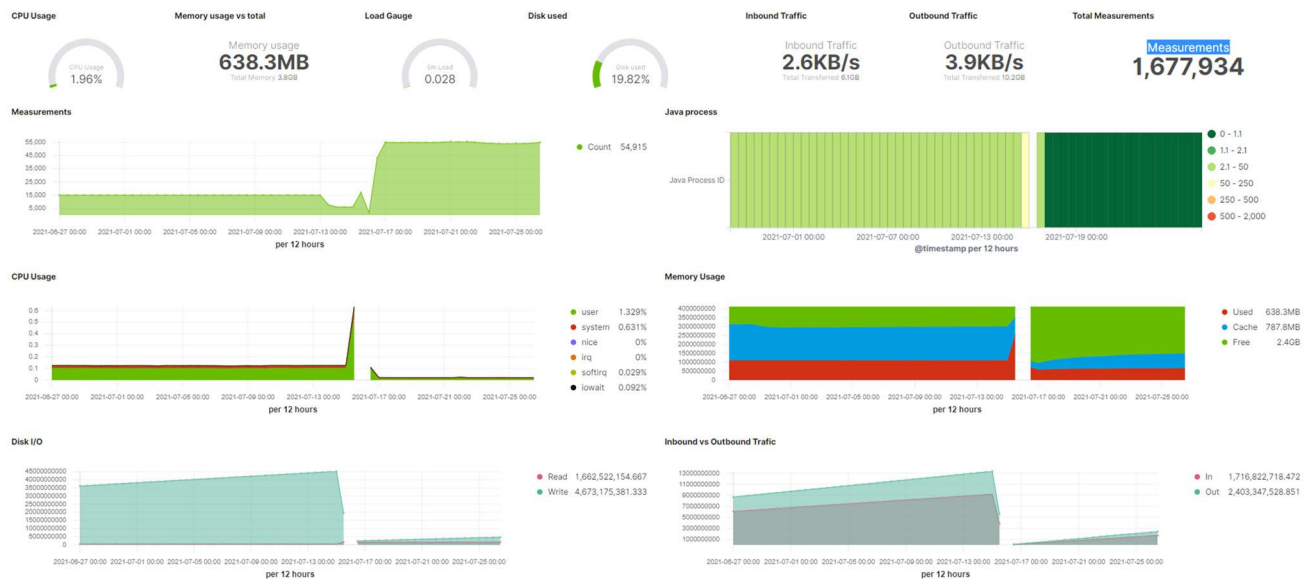 CPU Usage
Memory usage vs total
Load Gauge
Disk used
Inbound Traffic
Outbound Traffic
Total Measurements
CPU Usage
1.96%
Memory usage
638.3MB
Total Memory 3.8GB
5m Load
0.028
Disk used
19.82%
Inbound Traffic
2.6KB/s
Total Transferred 6.1GB
Outbound Traffic
3.9KB/s
Total Transferred 10.2GB
Measurements
1,677,934
Measurements
55,000
45,000
35,000
25,000
15,000
5,000
2021-06-27 00:00 2021-07-01 00:00 2021-07-05 00:00 2021-07-09 00:00 2021-07-13 00:00 2021-07-17 00:00 2021-07-21 00:00 2021-07-25 00:00
per 12 hours
Count 54,915
Java process
Java Process ID
2021-07-01 00:00 2021-07-07 00:00 2021-07-13 00:00 2021-07-19 00:00
@timestamp per 12 hours
0 - 1.1
1.1 - 2.1
2.1 - 50
50 - 250
250 - 500
500 - 2,000
CPU Usage
0.6
0.5
0.4
0.3
0.2
0.1
0
2021-06-27 00:00 2021-07-01 00:00 2021-07-05 00:00 2021-07-09 00:00 2021-07-13 00:00 2021-07-17 00:00 2021-07-21 00:00 2021-07-25 00:00
per 12 hours
user 1.329%
system 0.631%
nice 0%
irq 0%
softirq 0.029%
iowait 0.092%
Memory Usage
4000000000
3500000000
3000000000
2500000000
2000000000
1500000000
1000000000
500000000
0
2021-06-27 00:00 2021-07-01 00:00 2021-07-05 00:00 2021-07-09 00:00 2021-07-13 00:00 2021-07-17 00:00 2021-07-21 00:00 2021-07-25 00:00
per 12 hours
Used 638.3MB
Cache 787.8MB
Free 2.4GB
Disk I/O
45000000000
40000000000
35000000000
30000000000
25000000000
20000000000
15000000000
10000000000
5000000000
0
2021-06-27 00:00 2021-07-01 00:00 2021-07-05 00:00 2021-07-09 00:00 2021-07-13 00:00 2021-07-17 00:00 2021-07-21 00:00 2021-07-25 00:00
per 12 hours
Read 1,662,522,154.667
Write 4,673,175,381.333
Inbound vs Outbound Trafic
13000000000
11000000000
9000000000
7000000000
5000000000
3000000000
1000000000
2021-06-27 00:00 2021-07-01 00:00 2021-07-05 00:00 2021-07-09 00:00 2021-07-13 00:00 2021-07-17 00:00 2021-07-21 00:00 2021-07-25 00:00
per 12 hours
In 1,716,822,718.472
Out 2,403,347,528.851